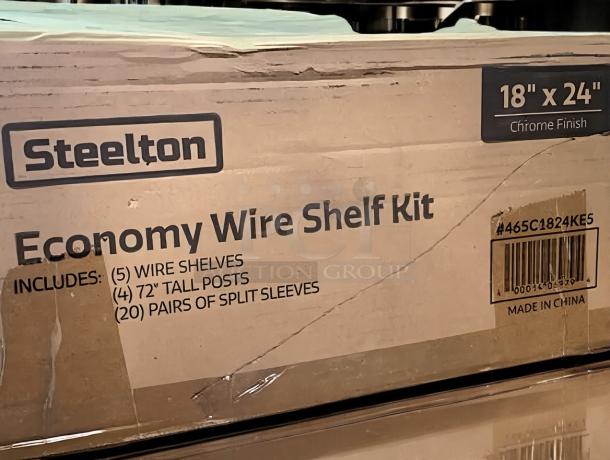 18" x 24"
Chrome Finish
Steelton
Economy Wire Shelf Kit
#465C1824KE5
INCLUDES: (5) WIRE SHELVES
(4) 72" TALL POSTS
(20) PAIRS OF SPLIT SLEEVES
MADE IN CHINA
GROUP